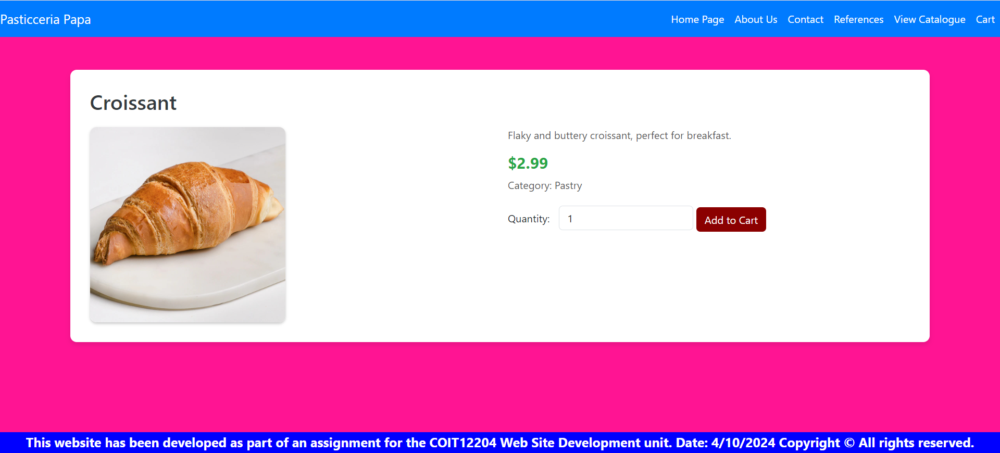 Pasticceria Papa
Home Page About Us Contact References View Catalogue Cart
Croissant
Flaky and buttery croissant, perfect for breakfast.
$2.99
Category: Pastry
Quantity: 1 Add to Cart
This website has been developed as part of an assignment for the COIT12204 Web Site Development unit. Date: 4/10/2024 Copyright © All rights reserved.